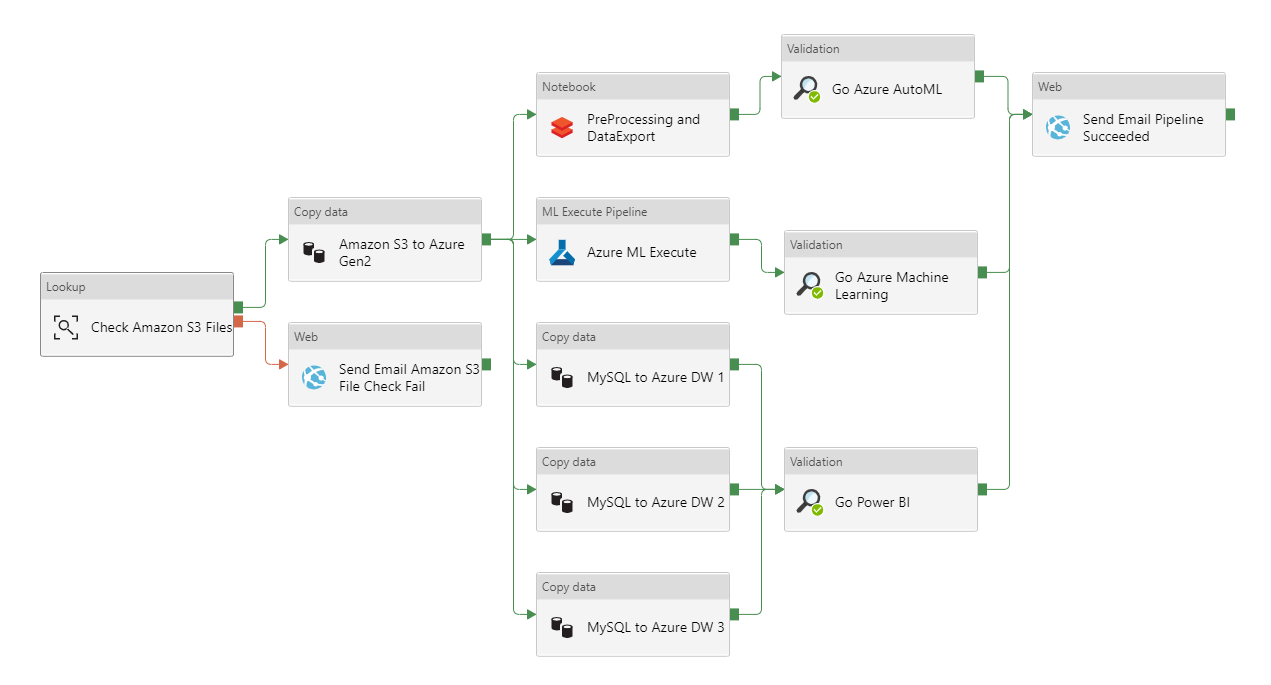 Validation
Go Azure AutoML
Notebook
PreProcessing and
DataExport
Web
Send Email Pipeline
Succeeded
Copy data
Amazon S3 to Azure
Gen2
ML Execute Pipeline
Azure ML Execute
Validation
Go Azure Machine
Learning
Lookup
Check Amazon S3 Files
Web
Send Email Amazon S3
File Check Fail
Copy data
MySQL to Azure DW 1
Copy data
MySQL to Azure DW 2
Validation
Go Power BI
Copy data
MySQL to Azure DW 3